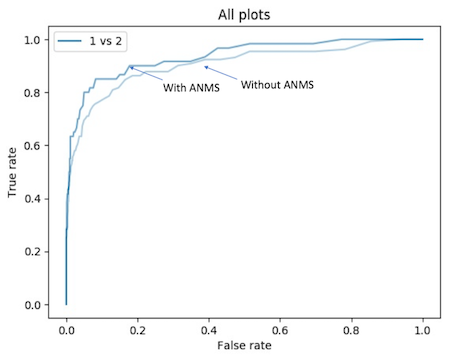 All plots
1 vs 2
With ANMS
Without ANMS
True rate
1.0
0.8
0.6
0.4
0.2
0.0
0.0 0.2 0.4 0.6 0.8 1.0
False rate